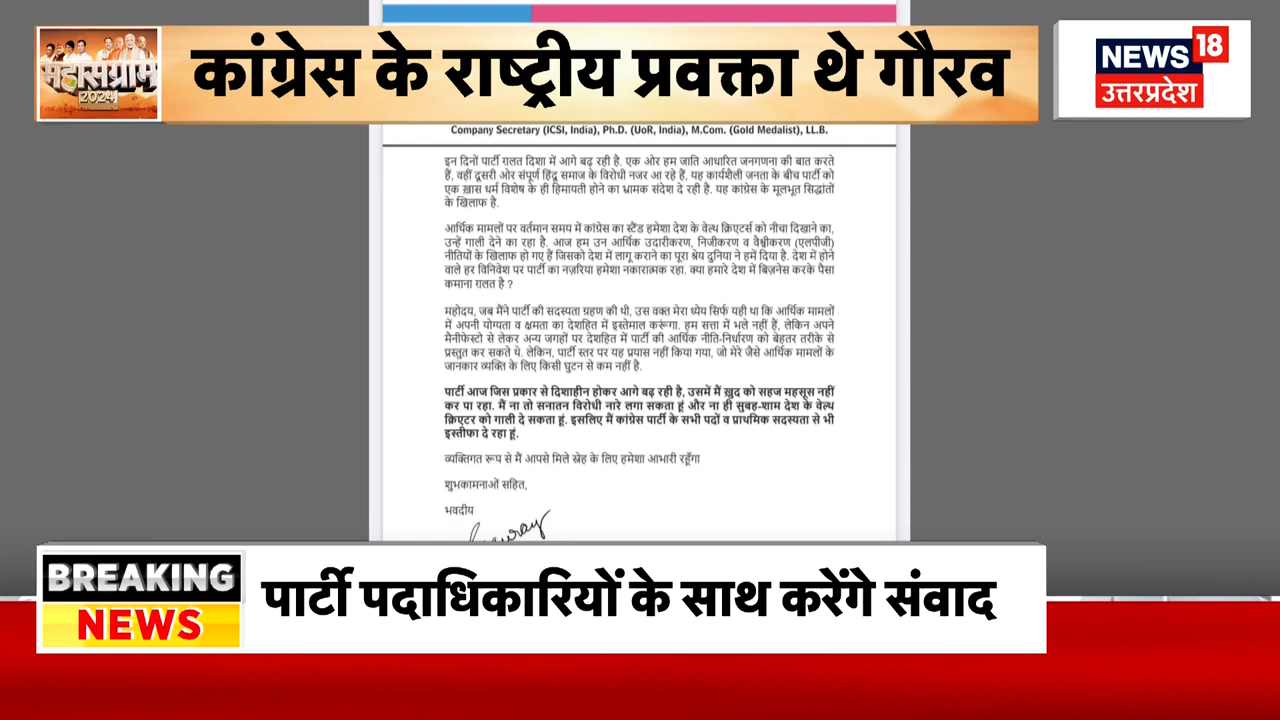 महासंग्राम
2024
कांग्रेस के राष्ट्रीय प्रवक्ता थे गौरव
NEWS 18
उत्तरप्रदेश
Company Secretary (ICSI, India), Ph.D. (UoR, India), M.Com. (Gold Medalist), LL.B.
इन दिनों पार्टी ग़लत दिशा में आगे बढ़ रही है. एक ओर हम जाति आधारित जनगणना की बात करते
हैं, वहीं दूसरी ओर संपूर्ण हिंदू समाज के विरोधी नजर आ रहे हैं, यह कार्यशैली जनता के बीच पार्टी को
एक ख़ास धर्म विशेष के ही हिमायती होने का भ्रामक संदेश दे रही है. यह कांग्रेस के मूलभूत सिद्धांतों
के खिलाफ है.
आर्थिक मामलों पर वर्तमान समय में कांग्रेस का स्टैंड हमेशा देश के वेल्थ क्रिएटर्स को नीचा दिखाने का,
उन्हें गाली देने का रहा है. आज हम उन आर्थिक उदारीकरण, निजीकरण व वैश्वीकरण (एलपीजी)
नीतियों के खिलाफ हो गए हैं जिसको देश में लागू कराने का पूरा श्रेय दुनिया ने हमें दिया है. देश में होने
वाले हर विनिवेश पर पार्टी का नज़रिया हमेशा नकारात्मक रहा. क्या हमारे देश में बिज़नेस करके पैसा
कमाना ग़लत है ?
महोदय, जब मैंने पार्टी की सदस्यता ग्रहण की थी, उस वक्त मेरा ध्येय सिर्फ यही था कि आर्थिक मामलों
में अपनी योग्यता व क्षमता का देशहित में इस्तेमाल करूंगा. हम सत्ता में भले नहीं हैं, लेकिन अपने
मैनीफेस्टो से लेकर अन्य जगहों पर देशहित में पार्टी की आर्थिक नीति-निर्धारण को बेहतर तरीके से
प्रस्तुत कर सकते थे. लेकिन, पार्टी स्तर पर यह प्रयास नहीं किया गया, जो मेरे जैसे आर्थिक मामलों के
जानकार व्यक्ति के लिए किसी घुटन से कम नहीं है.
पार्टी आज जिस प्रकार से दिशाहीन होकर आगे बढ़ रही है, उसमें मैं ख़ुद को सहज महसूस नहीं
कर पा रहा. मैं ना तो सनातन विरोधी नारे लगा सकता हूं और ना ही सुबह-शाम देश के वेल्थ
क्रिएटर को गाली दे सकता हूं. इसलिए मैं कांग्रेस पार्टी के सभी पदों व प्राथमिक सदस्यता से भी
इस्तीफा दे रहा हूं.
व्यक्तिगत रूप से मैं आपसे मिले स्नेह के लिए हमेशा आभारी रहूँगा
शुभकामनाओं सहित,
भवदीय
BREAKING
NEWS
पार्टी पदाधिकारियों के साथ करेंगे संवाद